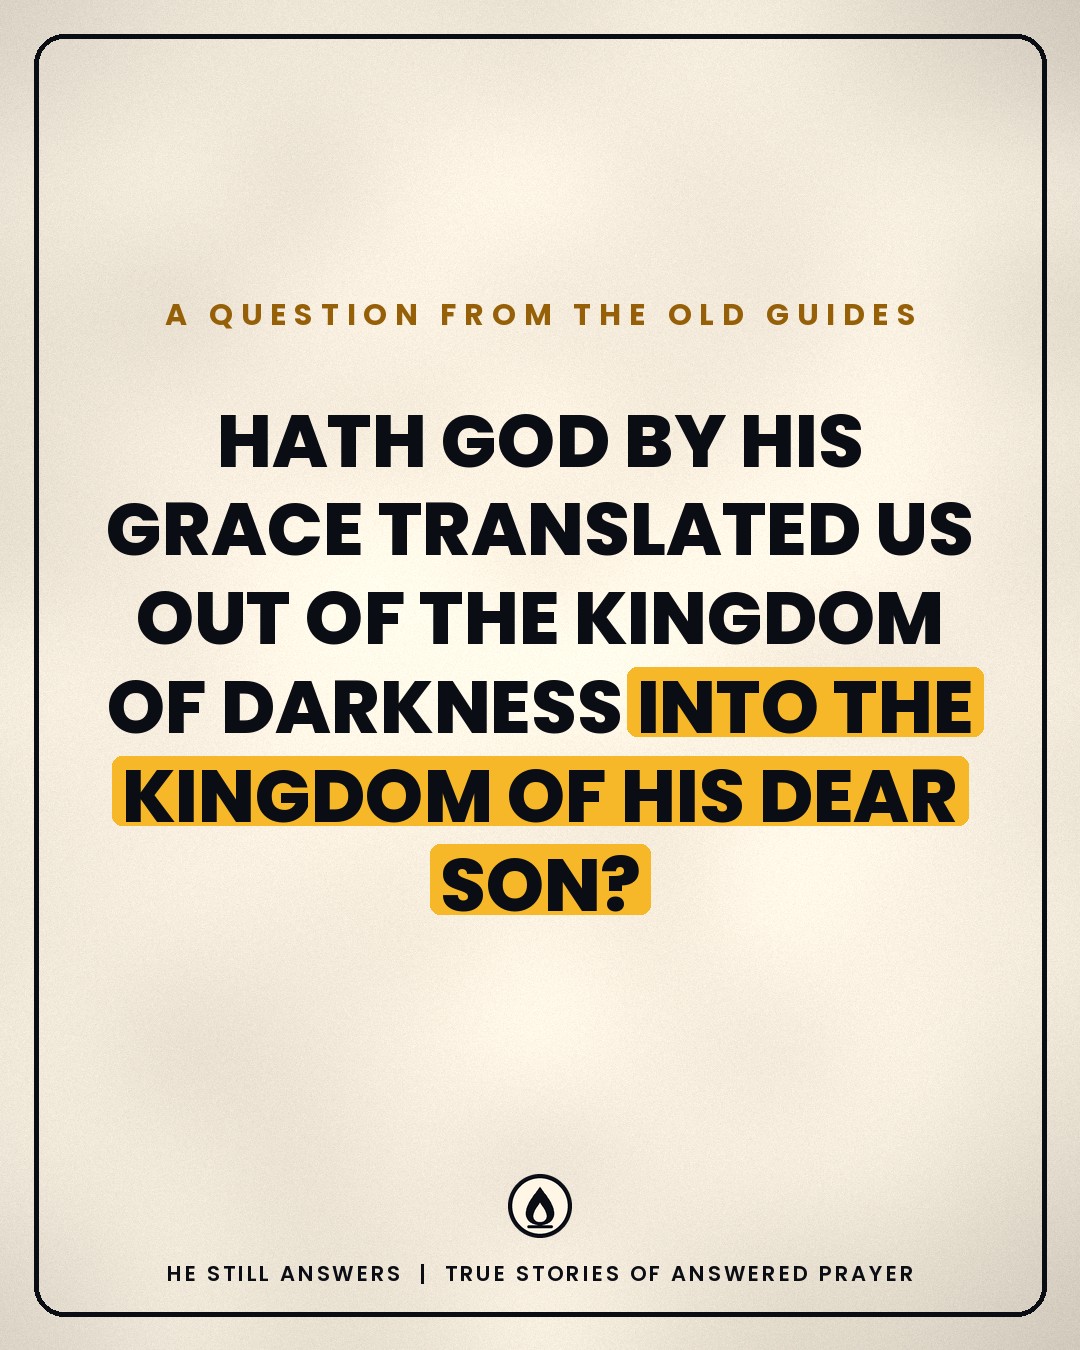 A QUESTION FROM THE OLD GUIDES
HATH GOD BY HIS
GRACE TRANSLATED US
OUT OF THE KINGDOM
OF DARKNESS INTO THE
KINGDOM OF HIS DEAR
SON?
HE STILL ANSWERS | TRUE STORIES OF ANSWERED PRAYER